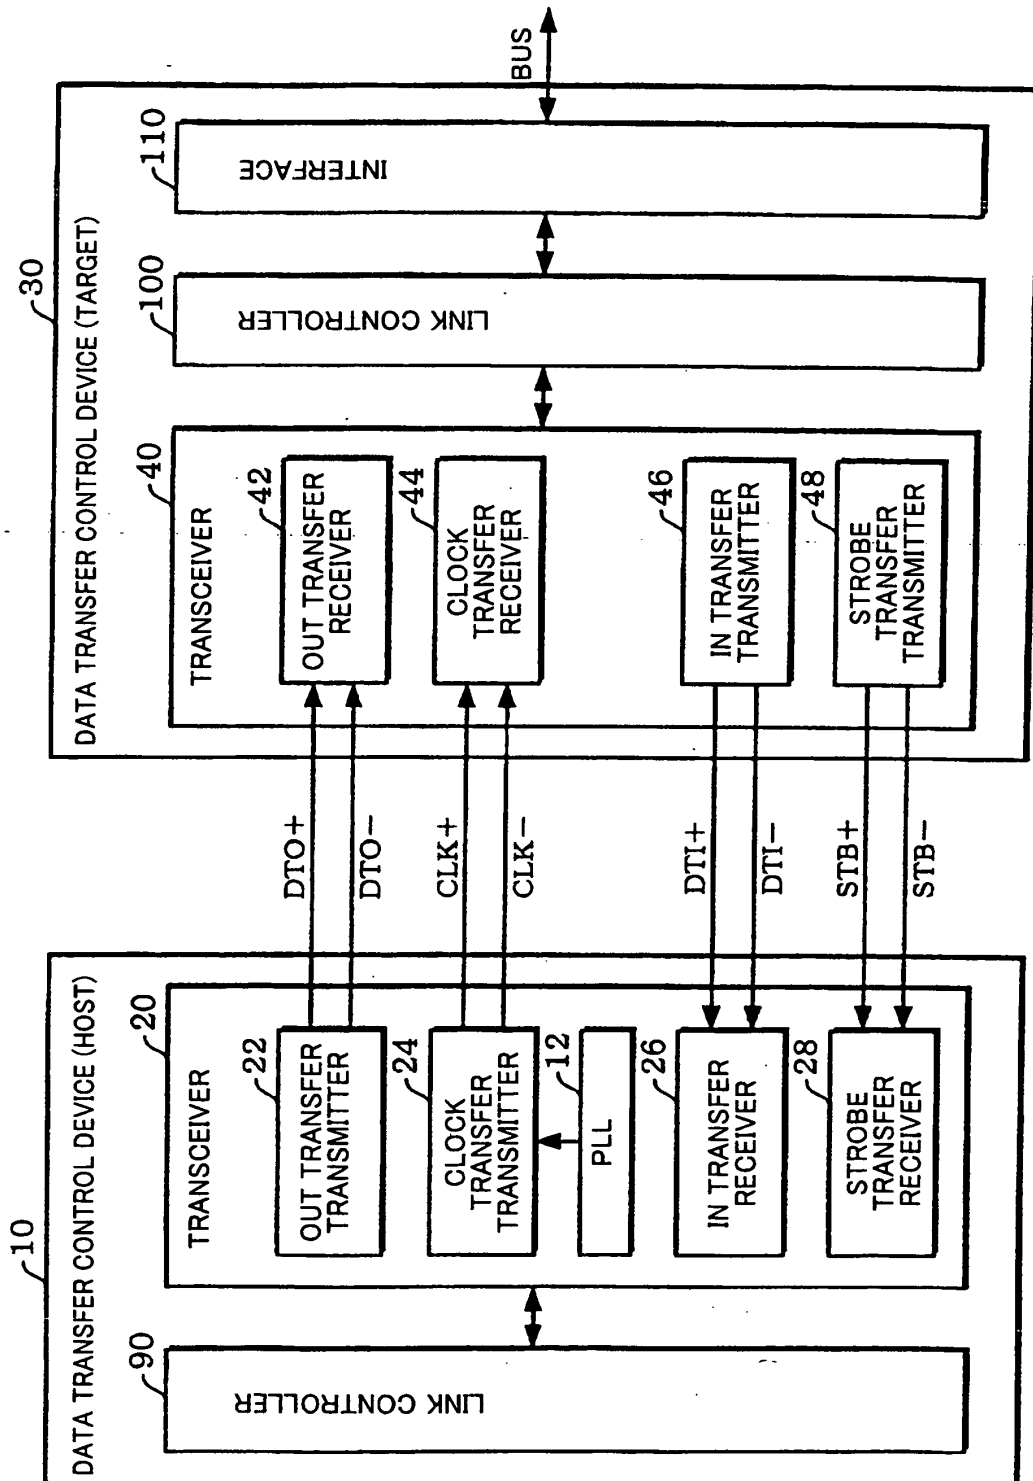 10
DATA TRANSFER CONTROL DEVICE (HOST)
90
LINK CONTROLLER
20
TRANSCEIVER
22
OUT TRANSFER
TRANSMITTER
24
CLOCK
TRANSFER
TRANSMITTER
12
PLL
26
IN TRANSFER
RECEIVER
28
STROBE
TRANSFER
RECEIVER
DTO+
DTO−
CLK+
CLK−
DTI+
DTI−
STB+
STB−
30
DATA TRANSFER CONTROL DEVICE (TARGET)
40
TRANSCEIVER
42
OUT TRANSFER
RECEIVER
44
CLOCK
TRANSFER
RECEIVER
46
IN TRANSFER
TRANSMITTER
48
STROBE
TRANSFER
TRANSMITTER
100
LINK CONTROLLER
110
INTERFACE
BUS